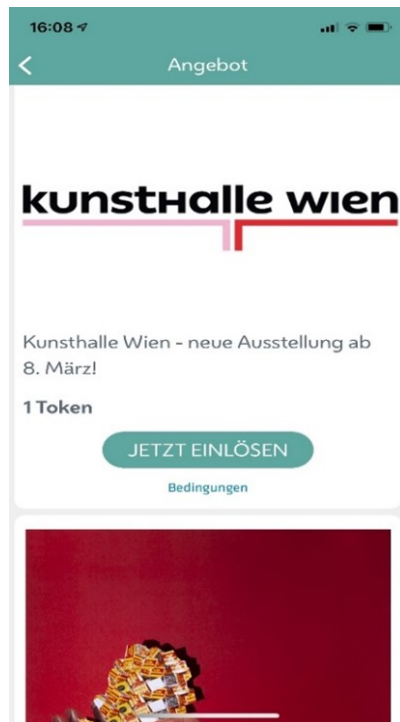 16:08
Angebot
kunstHalle wien
Kunsthalle Wien - neue Ausstellung ab
8. März!
1 Token
JETZT EINLÖSEN
Bedingungen